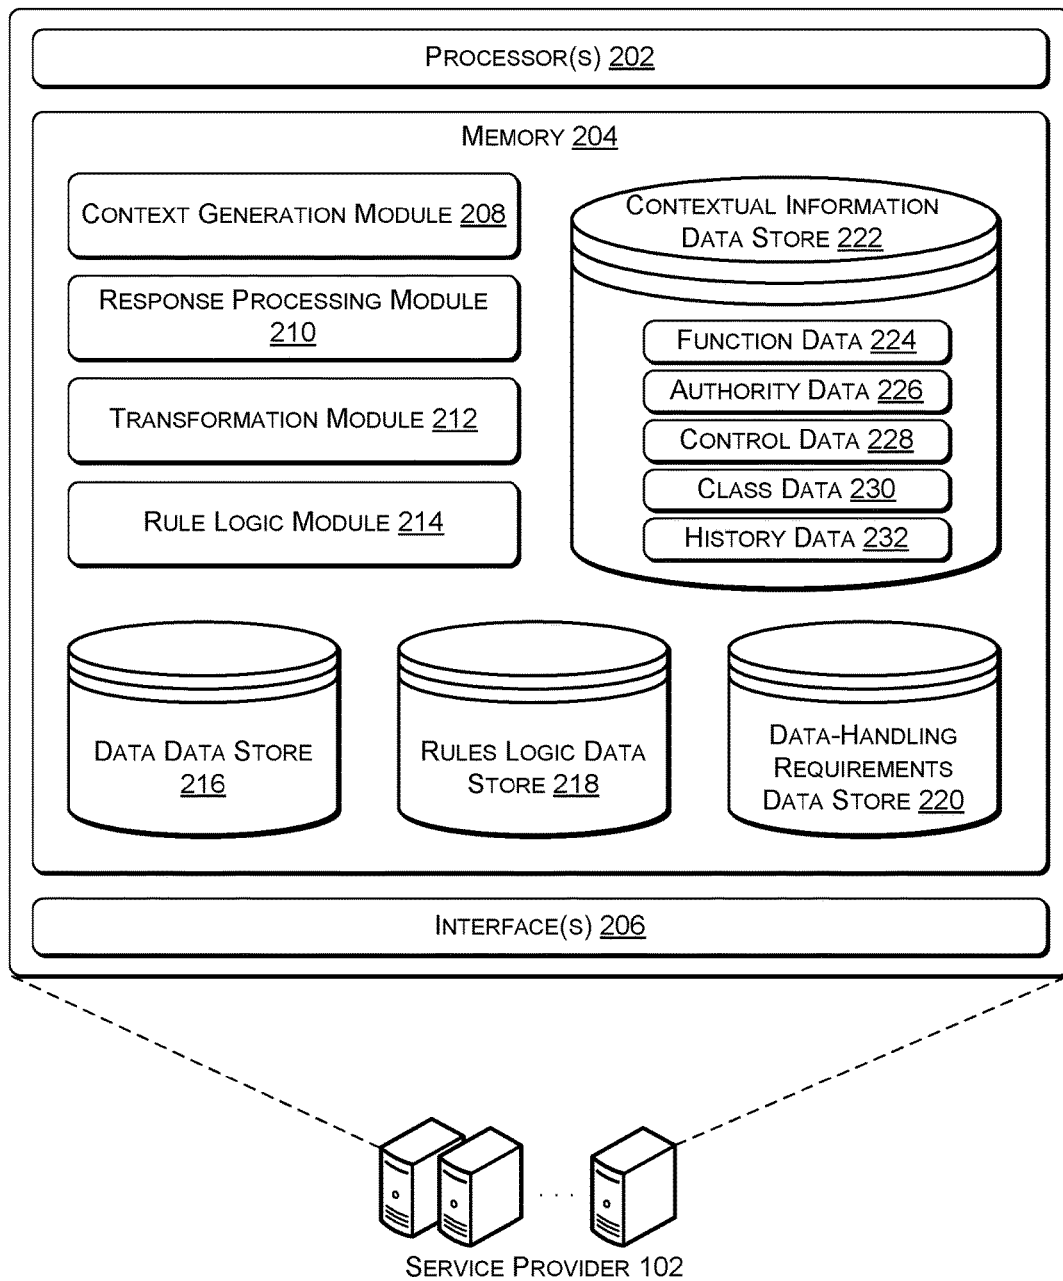 PROCESSOR(S) 202
MEMORY 204
CONTEXT GENERATION MODULE 208
RESPONSE PROCESSING MODULE
210
TRANSFORMATION MODULE 212
RULE LOGIC MODULE 214
CONTEXTUAL INFORMATION
DATA STORE 222
FUNCTION DATA 224
AUTHORITY DATA 226
CONTROL DATA 228
CLASS DATA 230
HISTORY DATA 232
DATA DATA STORE
216
RULES LOGIC DATA
STORE 218
DATA-HANDLING
REQUIREMENTS
DATA STORE 220
INTERFACE(S) 206
. . .
SERVICE PROVIDER 102